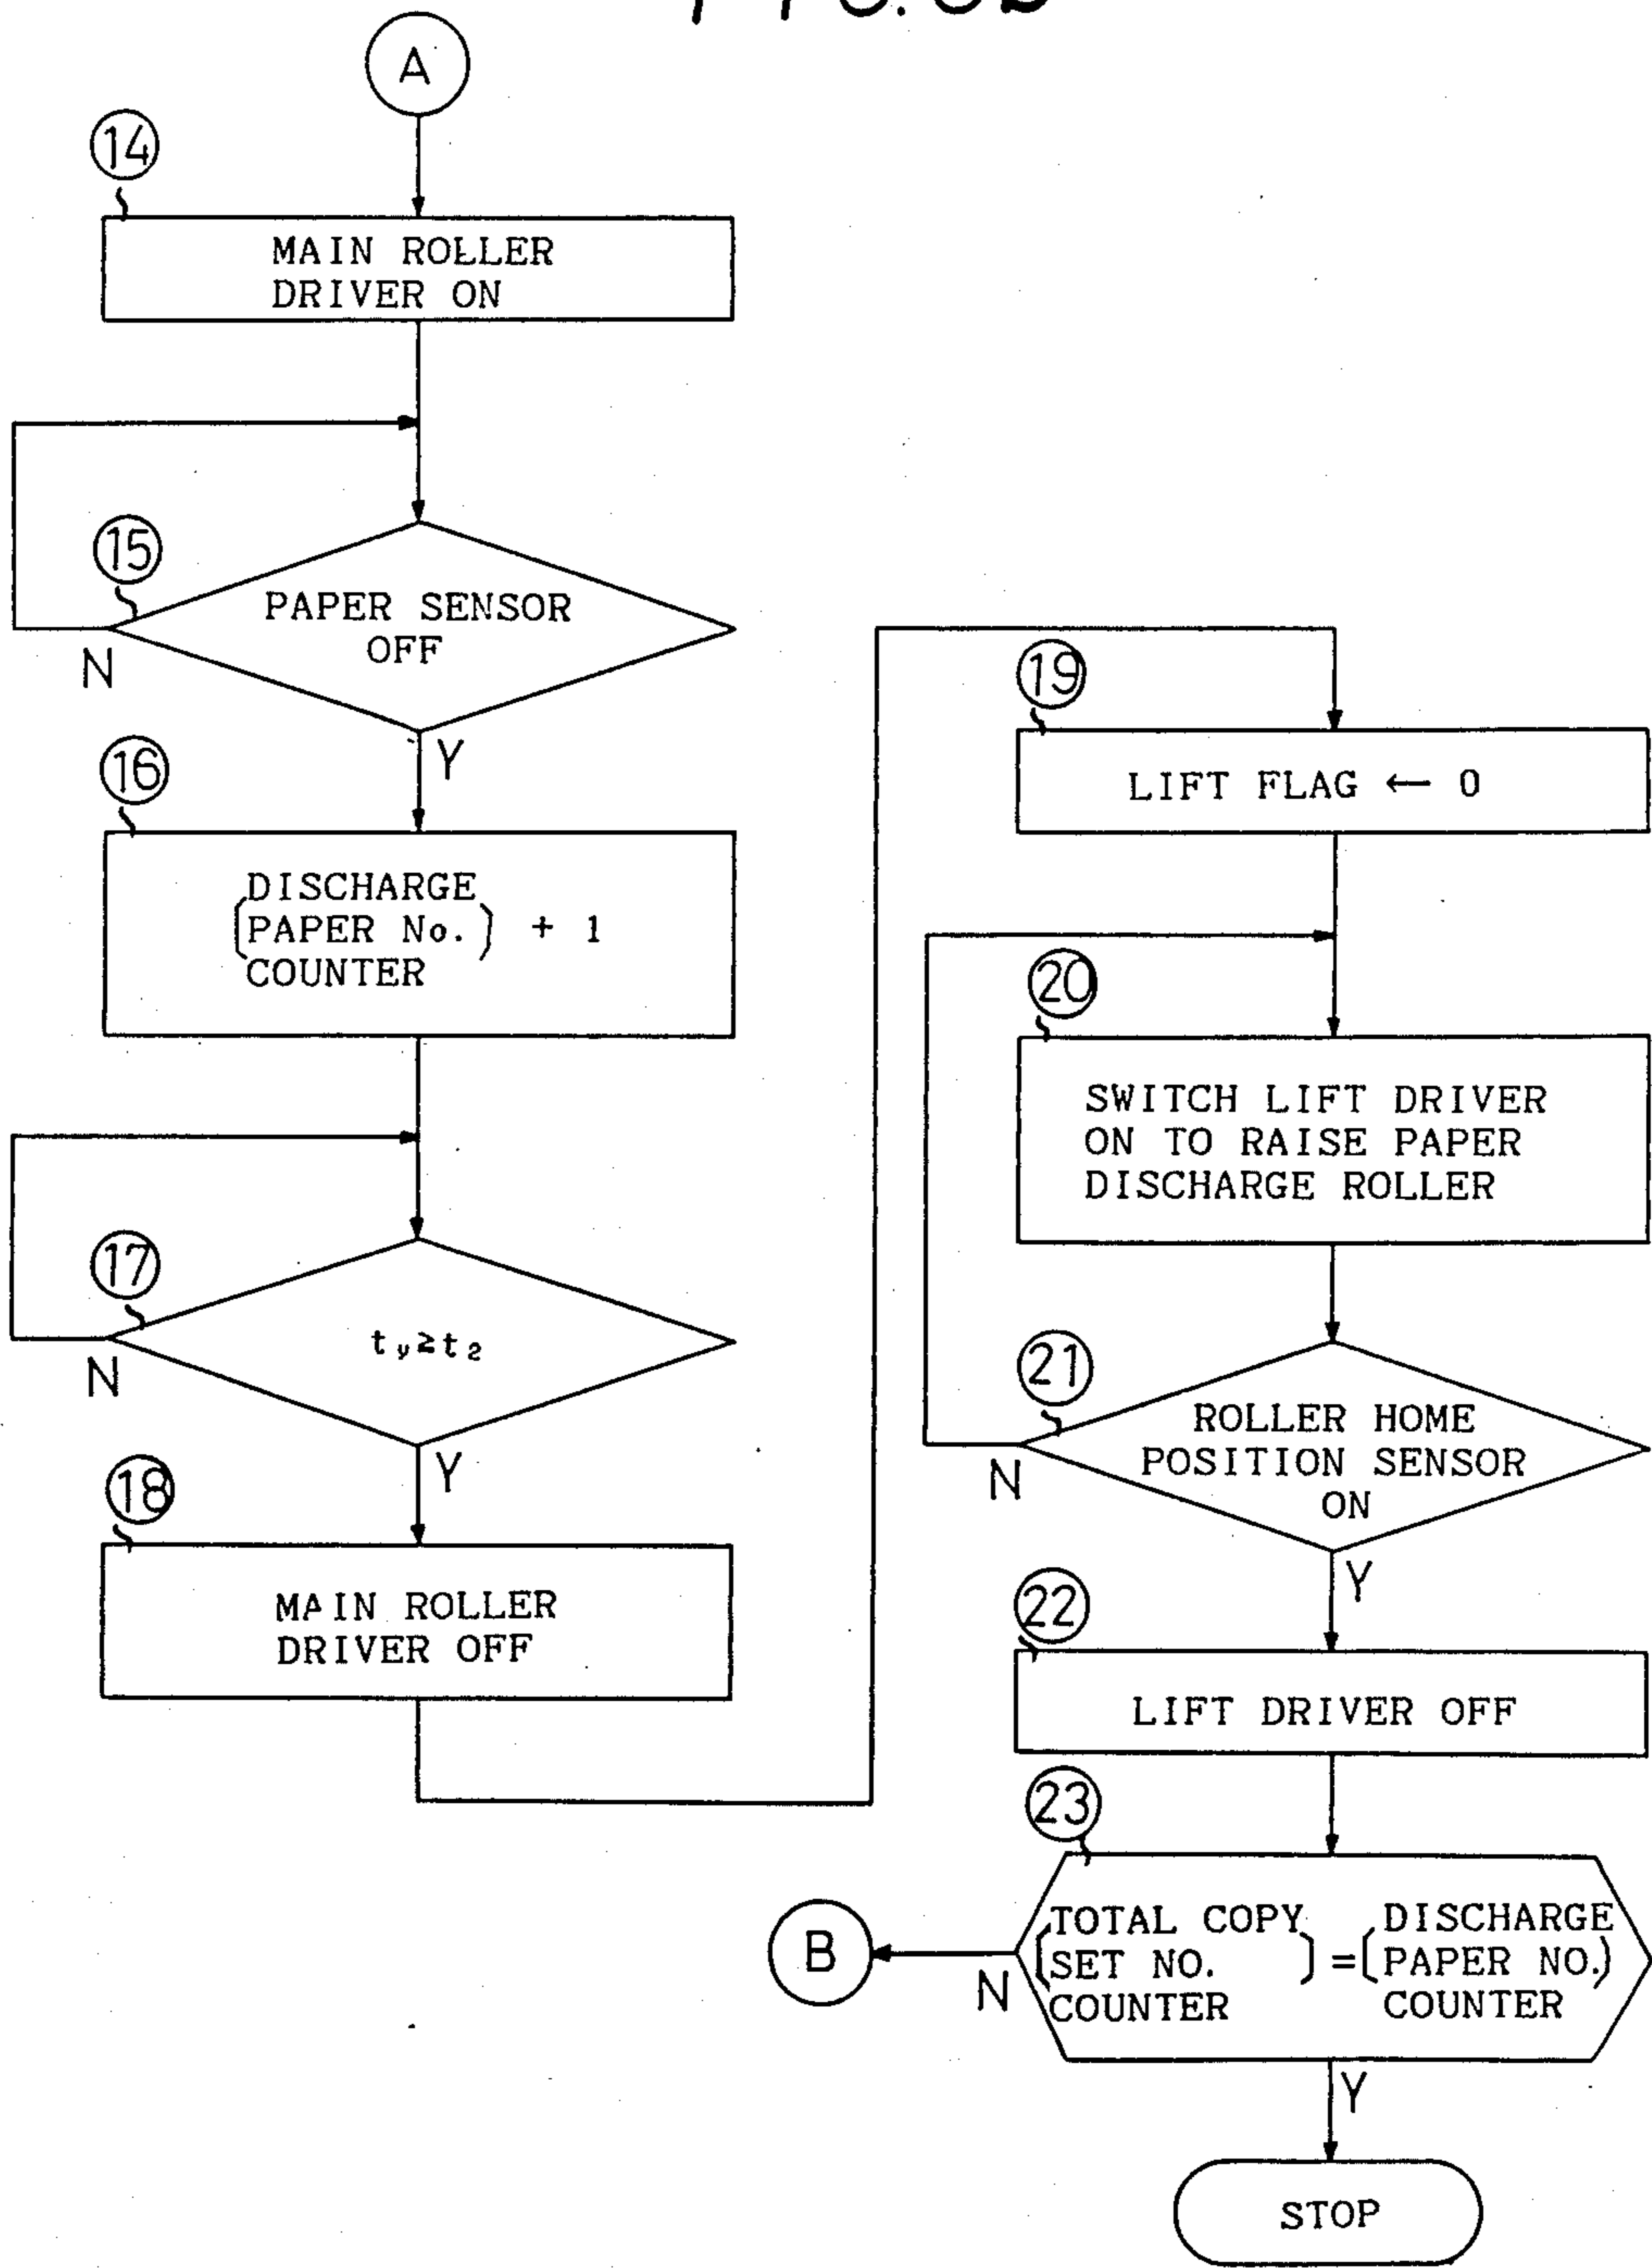 A
14
MAIN ROLLER
DRIVER ON
15
PAPER SENSOR
OFF
N
Y
16
(DISCHARGE
PAPER No.) + 1
COUNTER
17
ty≥t2
N
Y
18
MAIN ROLLER
DRIVER OFF
19
LIFT FLAG ← 0
20
SWITCH LIFT DRIVER
ON TO RAISE PAPER
DISCHARGE ROLLER
21
ROLLER HOME
POSITION SENSOR
ON
N
Y
22
LIFT DRIVER OFF
23
(TOTAL COPY
SET NO.
COUNTER) = (DISCHARGE
PAPER NO.)
COUNTER
B
N
Y
STOP